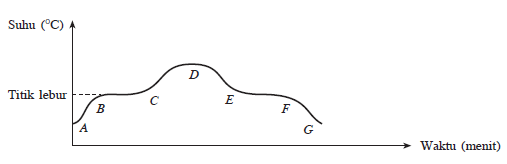 Suhu (°C)
D
Titik lebur
B
C
E
F
A
G
Waktu (menit)